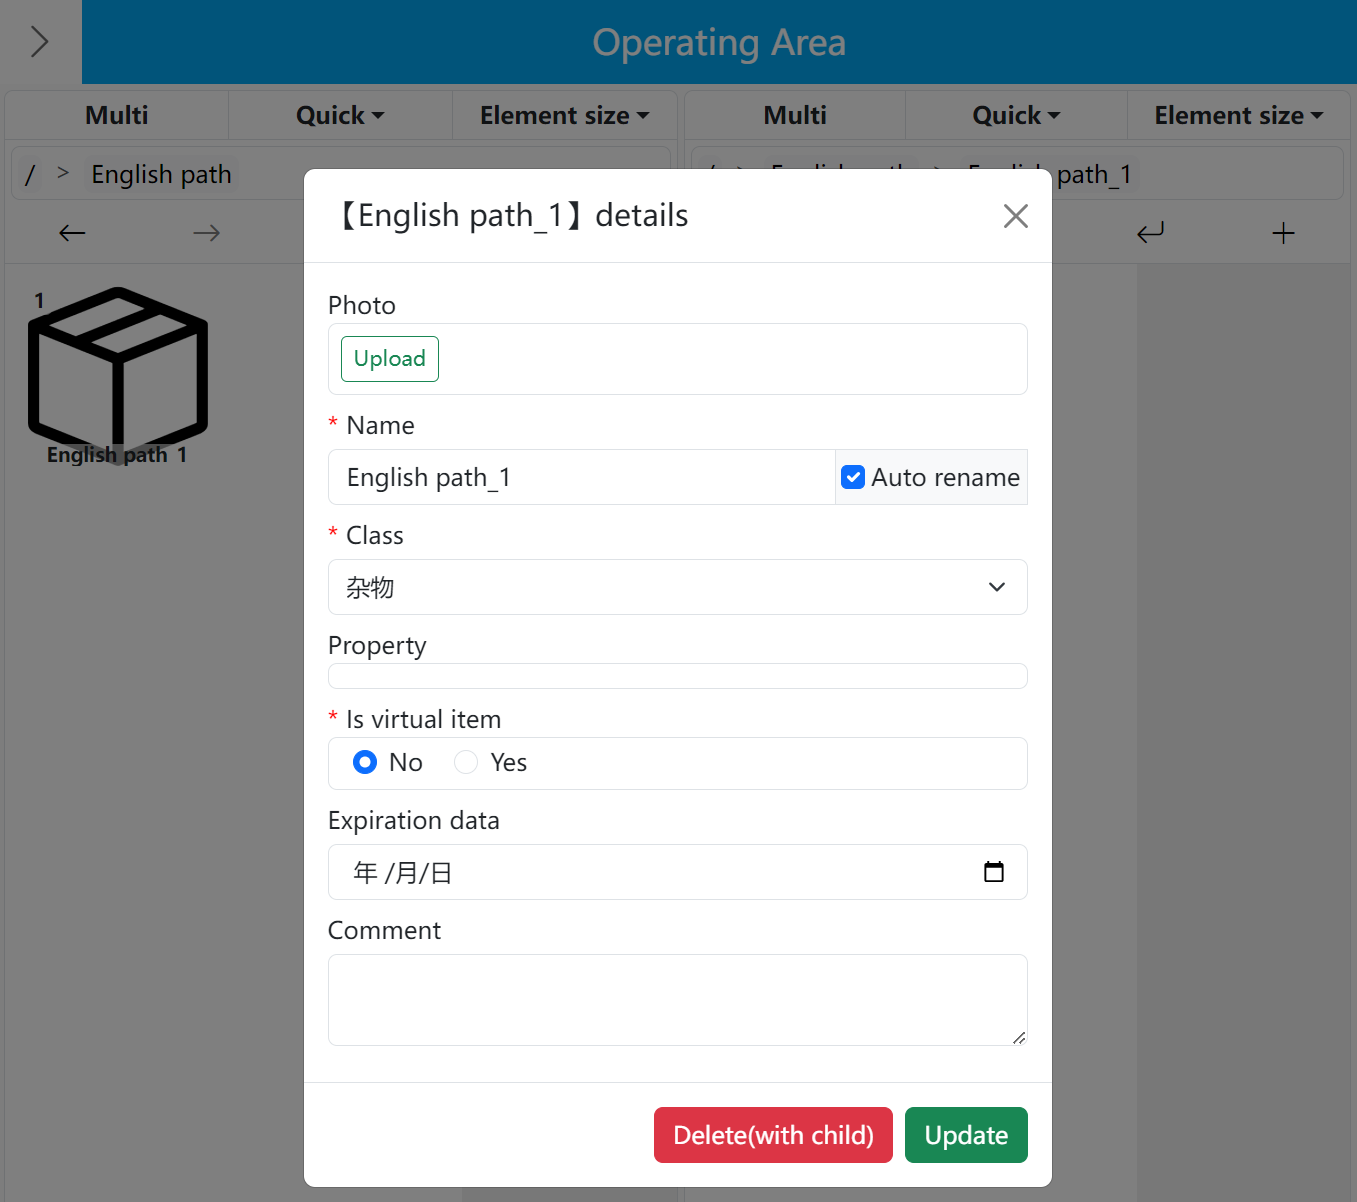 Operating Area
Multi Quick Element size Multi Quick Element size
/ > English path
path_1
1
English path_1
【English path_1】details
Photo
Upload
* Name
English path_1 Auto rename
* Class
杂物
Property
* Is virtual item
No Yes
Expiration data
年 /月/日
Comment
Delete(with child) Update